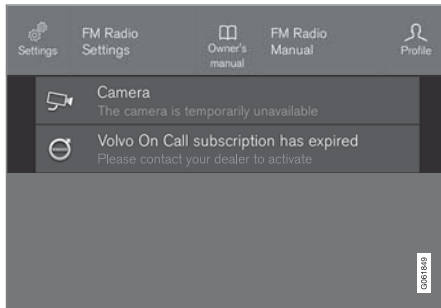 Settings
FM Radio
Settings
Owner's
manual
FM Radio
Manual
Profile
Camera
The camera is temporarily unavailable
Volvo On Call subscription has expired
Please contact your dealer to activate
G061849